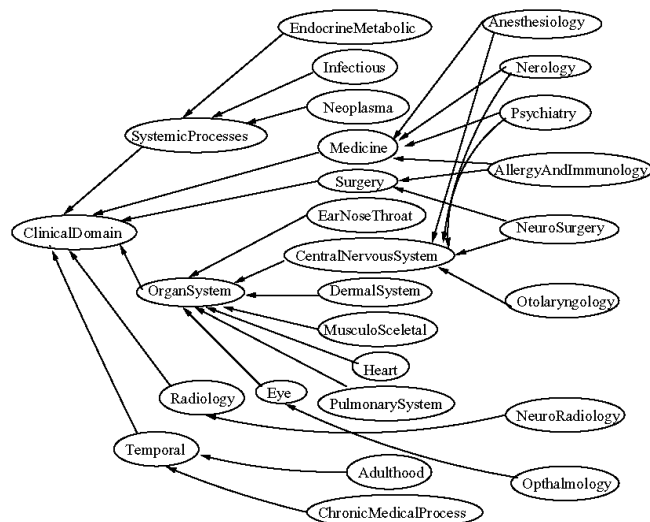 EndocrineMetabolic
Anesthesiology
Infectious
Nerology
Neoplasma
Psychiatry
SystemicProcesses
Medicine
AllergyAndImmunology
Surgery
EarNoseThroat
NeuroSurgery
ClinicalDomain
CentralNervousSystem
OrganSystem
DermalSystem
Otolaryngology
MusculoSceletal
Heart
Radiology
Eye
PulmonarySystem
NeuroRadiology
Temporal
Adulthood
Opthalmology
ChronicMedicalProcess